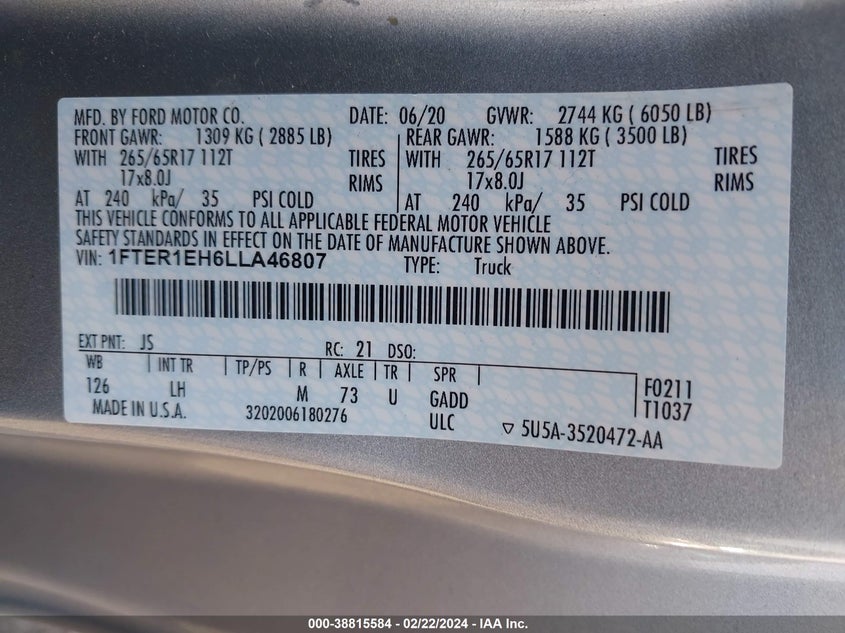 MFD. BY FORD MOTOR CO. DATE: 06/20 GVWR: 2744 KG ( 6050 LB)
FRONT GAWR: 1309 KG ( 2885 LB) REAR GAWR: 1588 KG ( 3500 LB)
WITH 265/65R17 112T TIRES WITH 265/65R17 112T TIRES
17x8.0J RIMS 17x8.0J RIMS
AT 240 kPa/ 35 PSI COLD AT 240 kPa/ 35 PSI COLD
THIS VEHICLE CONFORMS TO ALL APPLICABLE FEDERAL MOTOR VEHICLE
SAFETY STANDARDS IN EFFECT ON THE DATE OF MANUFACTURE SHOWN ABOVE.
VIN: 1FTER1EH6LLA46807 TYPE: Truck
EXT PNT: JS RC: 21 DSO:
WB INT TR TP/PS R AXLE TR SPR
126 LH M 73 U GADD F0211
MADE IN U.S.A. 3202006180276 ULC T1037
▽ 5U5A-3520472-AA
000-38815584 - 02/22/2024 - IAA Inc.